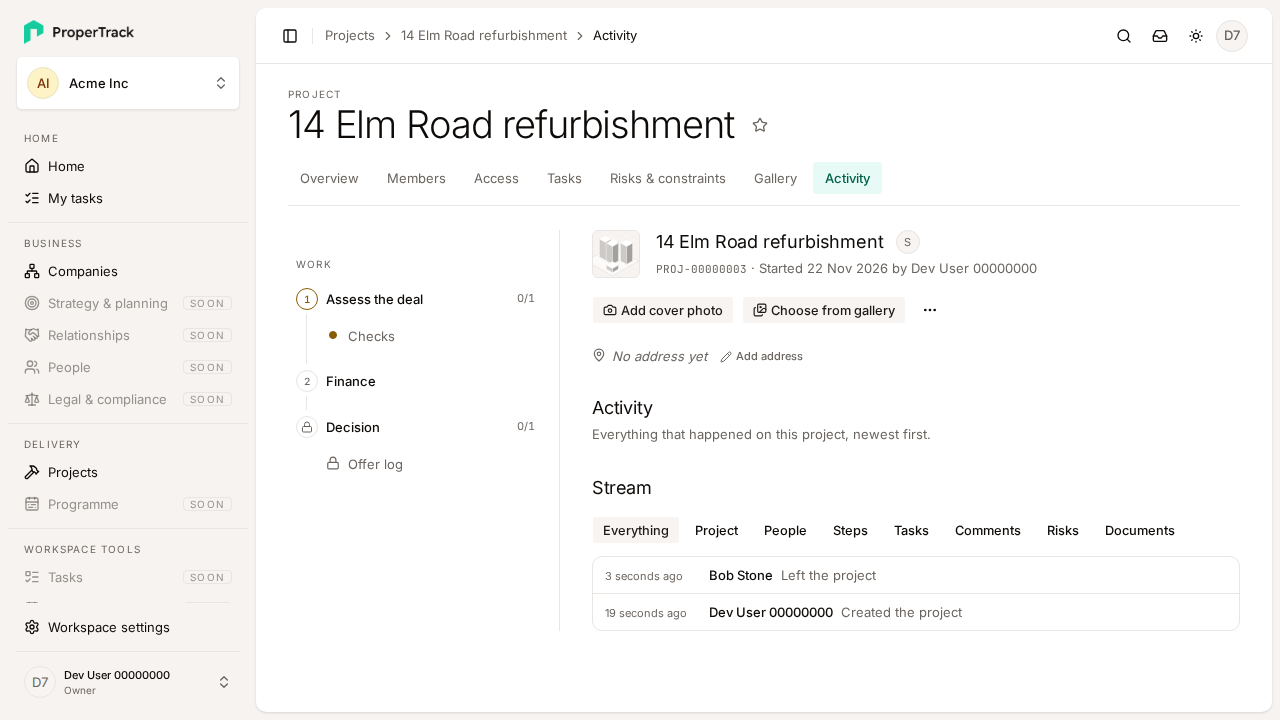 ProperTrack
AI Acme Inc
HOME
Home
My tasks
BUSINESS
Companies
Strategy & planning SOON
Relationships SOON
People SOON
Legal & compliance SOON
DELIVERY
Projects
Programme SOON
WORKSPACE TOOLS
Tasks SOON
Workspace settings
D7 Dev User 00000000
Owner
Projects 14 Elm Road refurbishment Activity D7
PROJECT
14 Elm Road refurbishment
Overview Members Access Tasks Risks & constraints Gallery Activity
WORK
1 Assess the deal 0/1
Checks
2 Finance
Decision 0/1
Offer log
14 Elm Road refurbishment S
PROJ-00000003 · Started 22 Nov 2026 by Dev User 00000000
Add cover photo Choose from gallery
No address yet Add address
Activity
Everything that happened on this project, newest first.
Stream
Everything Project People Steps Tasks Comments Risks Documents
3 seconds ago Bob Stone Left the project
19 seconds ago Dev User 00000000 Created the project